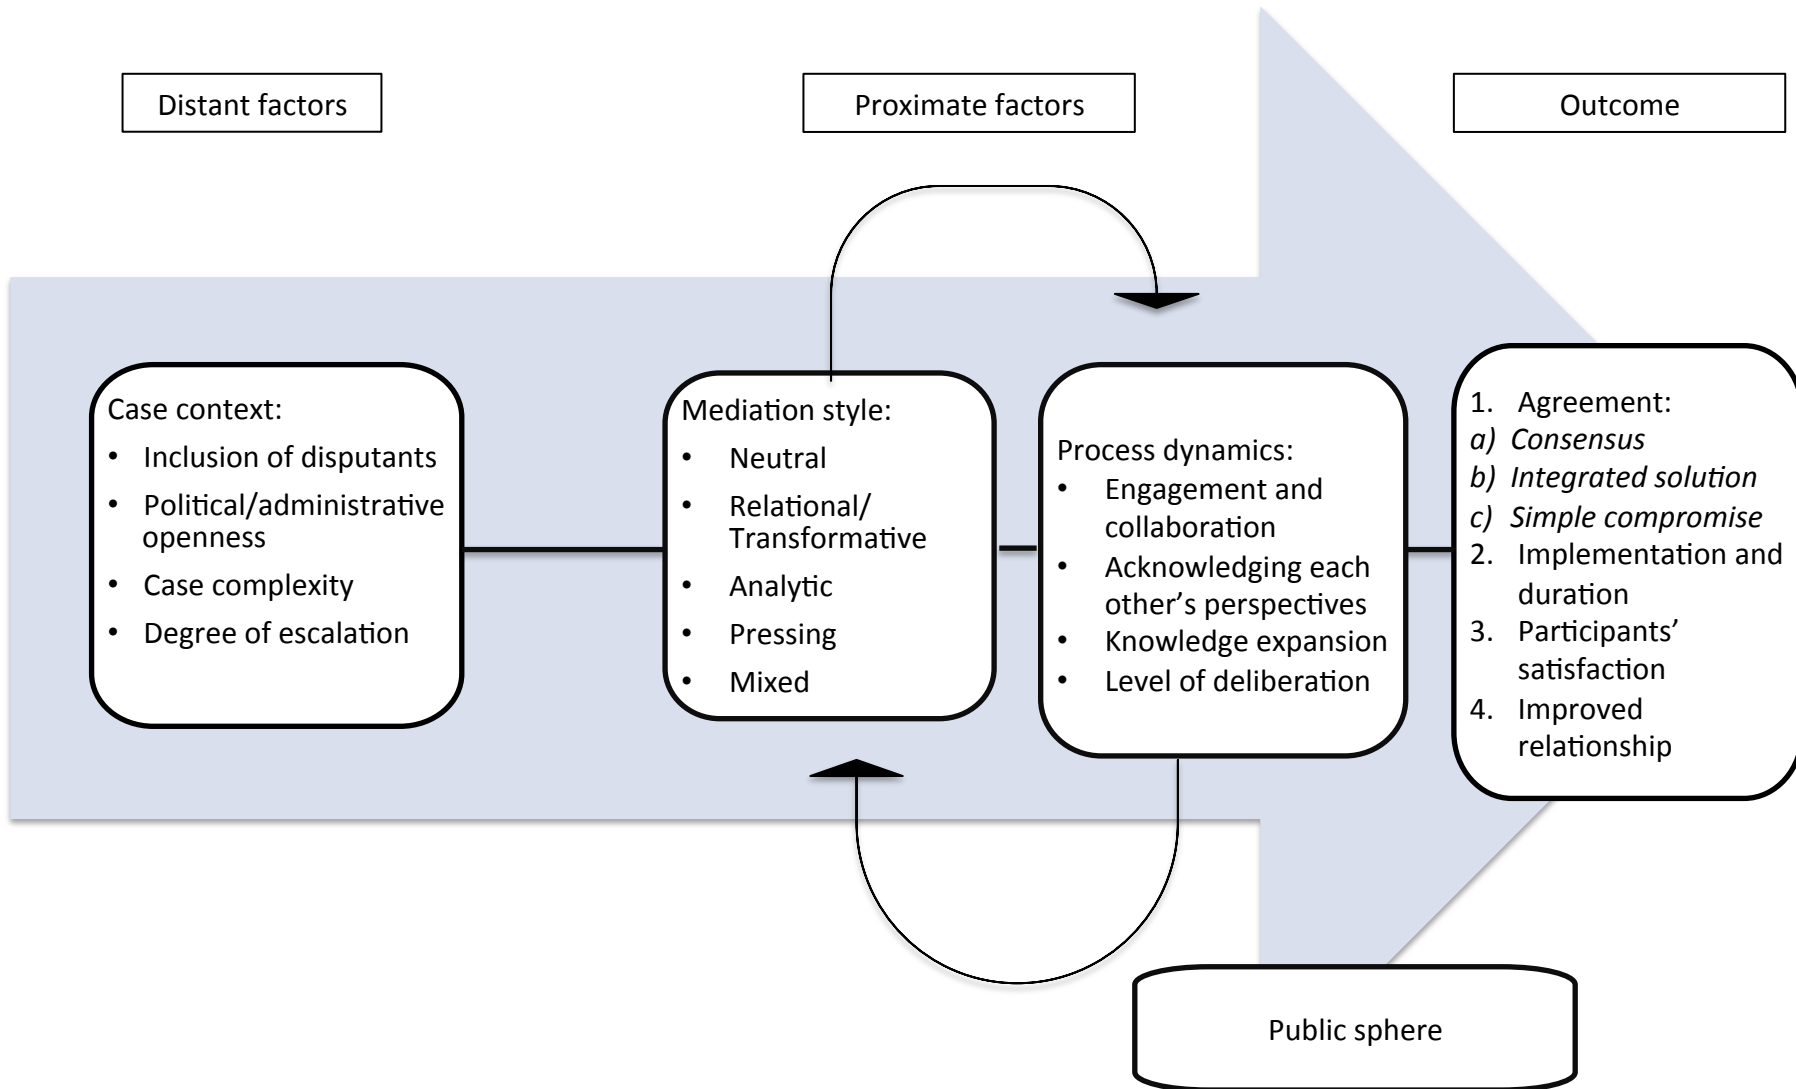 Distant factors
Proximate factors
Outcome
Case context:
• Inclusion of disputants
• Political/administrative
openness
• Case complexity
• Degree of escalation
Mediation style:
• Neutral
• Relational/
Transformative
• Analytic
• Pressing
• Mixed
Process dynamics:
• Engagement and
collaboration
• Acknowledging each
other’s perspectives
• Knowledge expansion
• Level of deliberation
1. Agreement:
a) Consensus
b) Integrated solution
c) Simple compromise
2. Implementation and
duration
3. Participants’
satisfaction
4. Improved
relationship
Public sphere